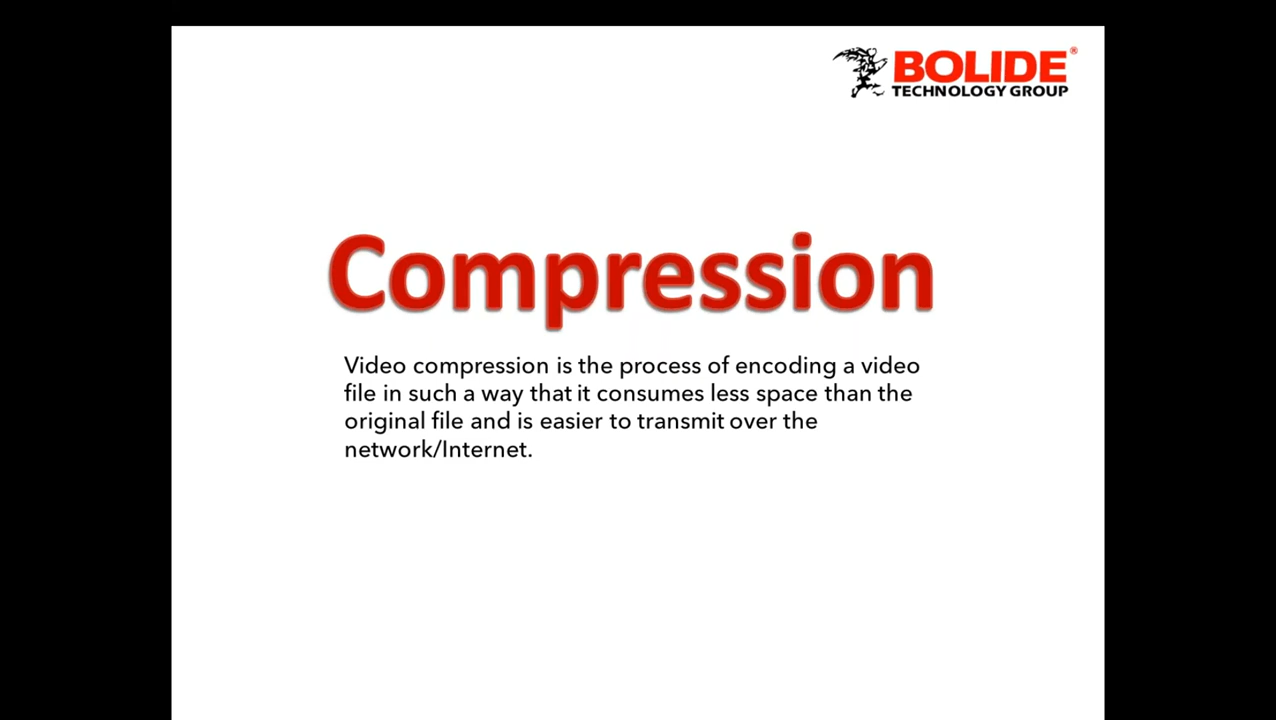 BOLIDE®
TECHNOLOGY GROUP
Compression
Video compression is the process of encoding a video
file in such a way that it consumes less space than the
original file and is easier to transmit over the
network/Internet.